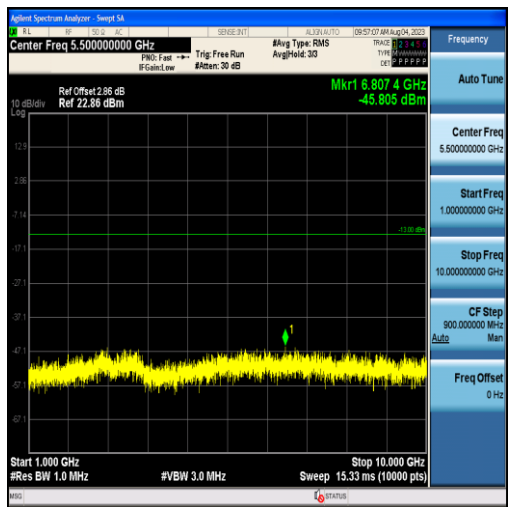 Agilent Spectrum Analyzer - Swept SA
RL RF 50 Ω AC SENSE:INT ALIGN AUTO 09:57:07 AM Aug 04, 2023
Center Freq 5.500000000 GHz
PNO: Fast
IFGain:Low
Trig: Free Run
#Atten: 30 dB
#Avg Type: RMS
Avg|Hold: 3/3
TRACE 1 2 3 4 5 6
TYPE
DET P P P P P P
Ref Offset 2.86 dB
Ref 22.86 dBm
10 dB/div
Log
Mkr1 6.807 4 GHz
-45.805 dBm
12.9
2.86
-7.14
-13.00 dBm
-17.1
-27.1
-37.1
1
-47.1
-57.1
-67.1
Start 1.000 GHz
Stop 10.000 GHz
#Res BW 1.0 MHz
#VBW 3.0 MHz
Sweep 15.33 ms (10000 pts)
MSG
STATUS
Frequency
Auto Tune
Center Freq
5.500000000 GHz
Start Freq
1.000000000 GHz
Stop Freq
10.000000000 GHz
CF Step
900.000000 MHz
Auto Man
Freq Offset
0 Hz